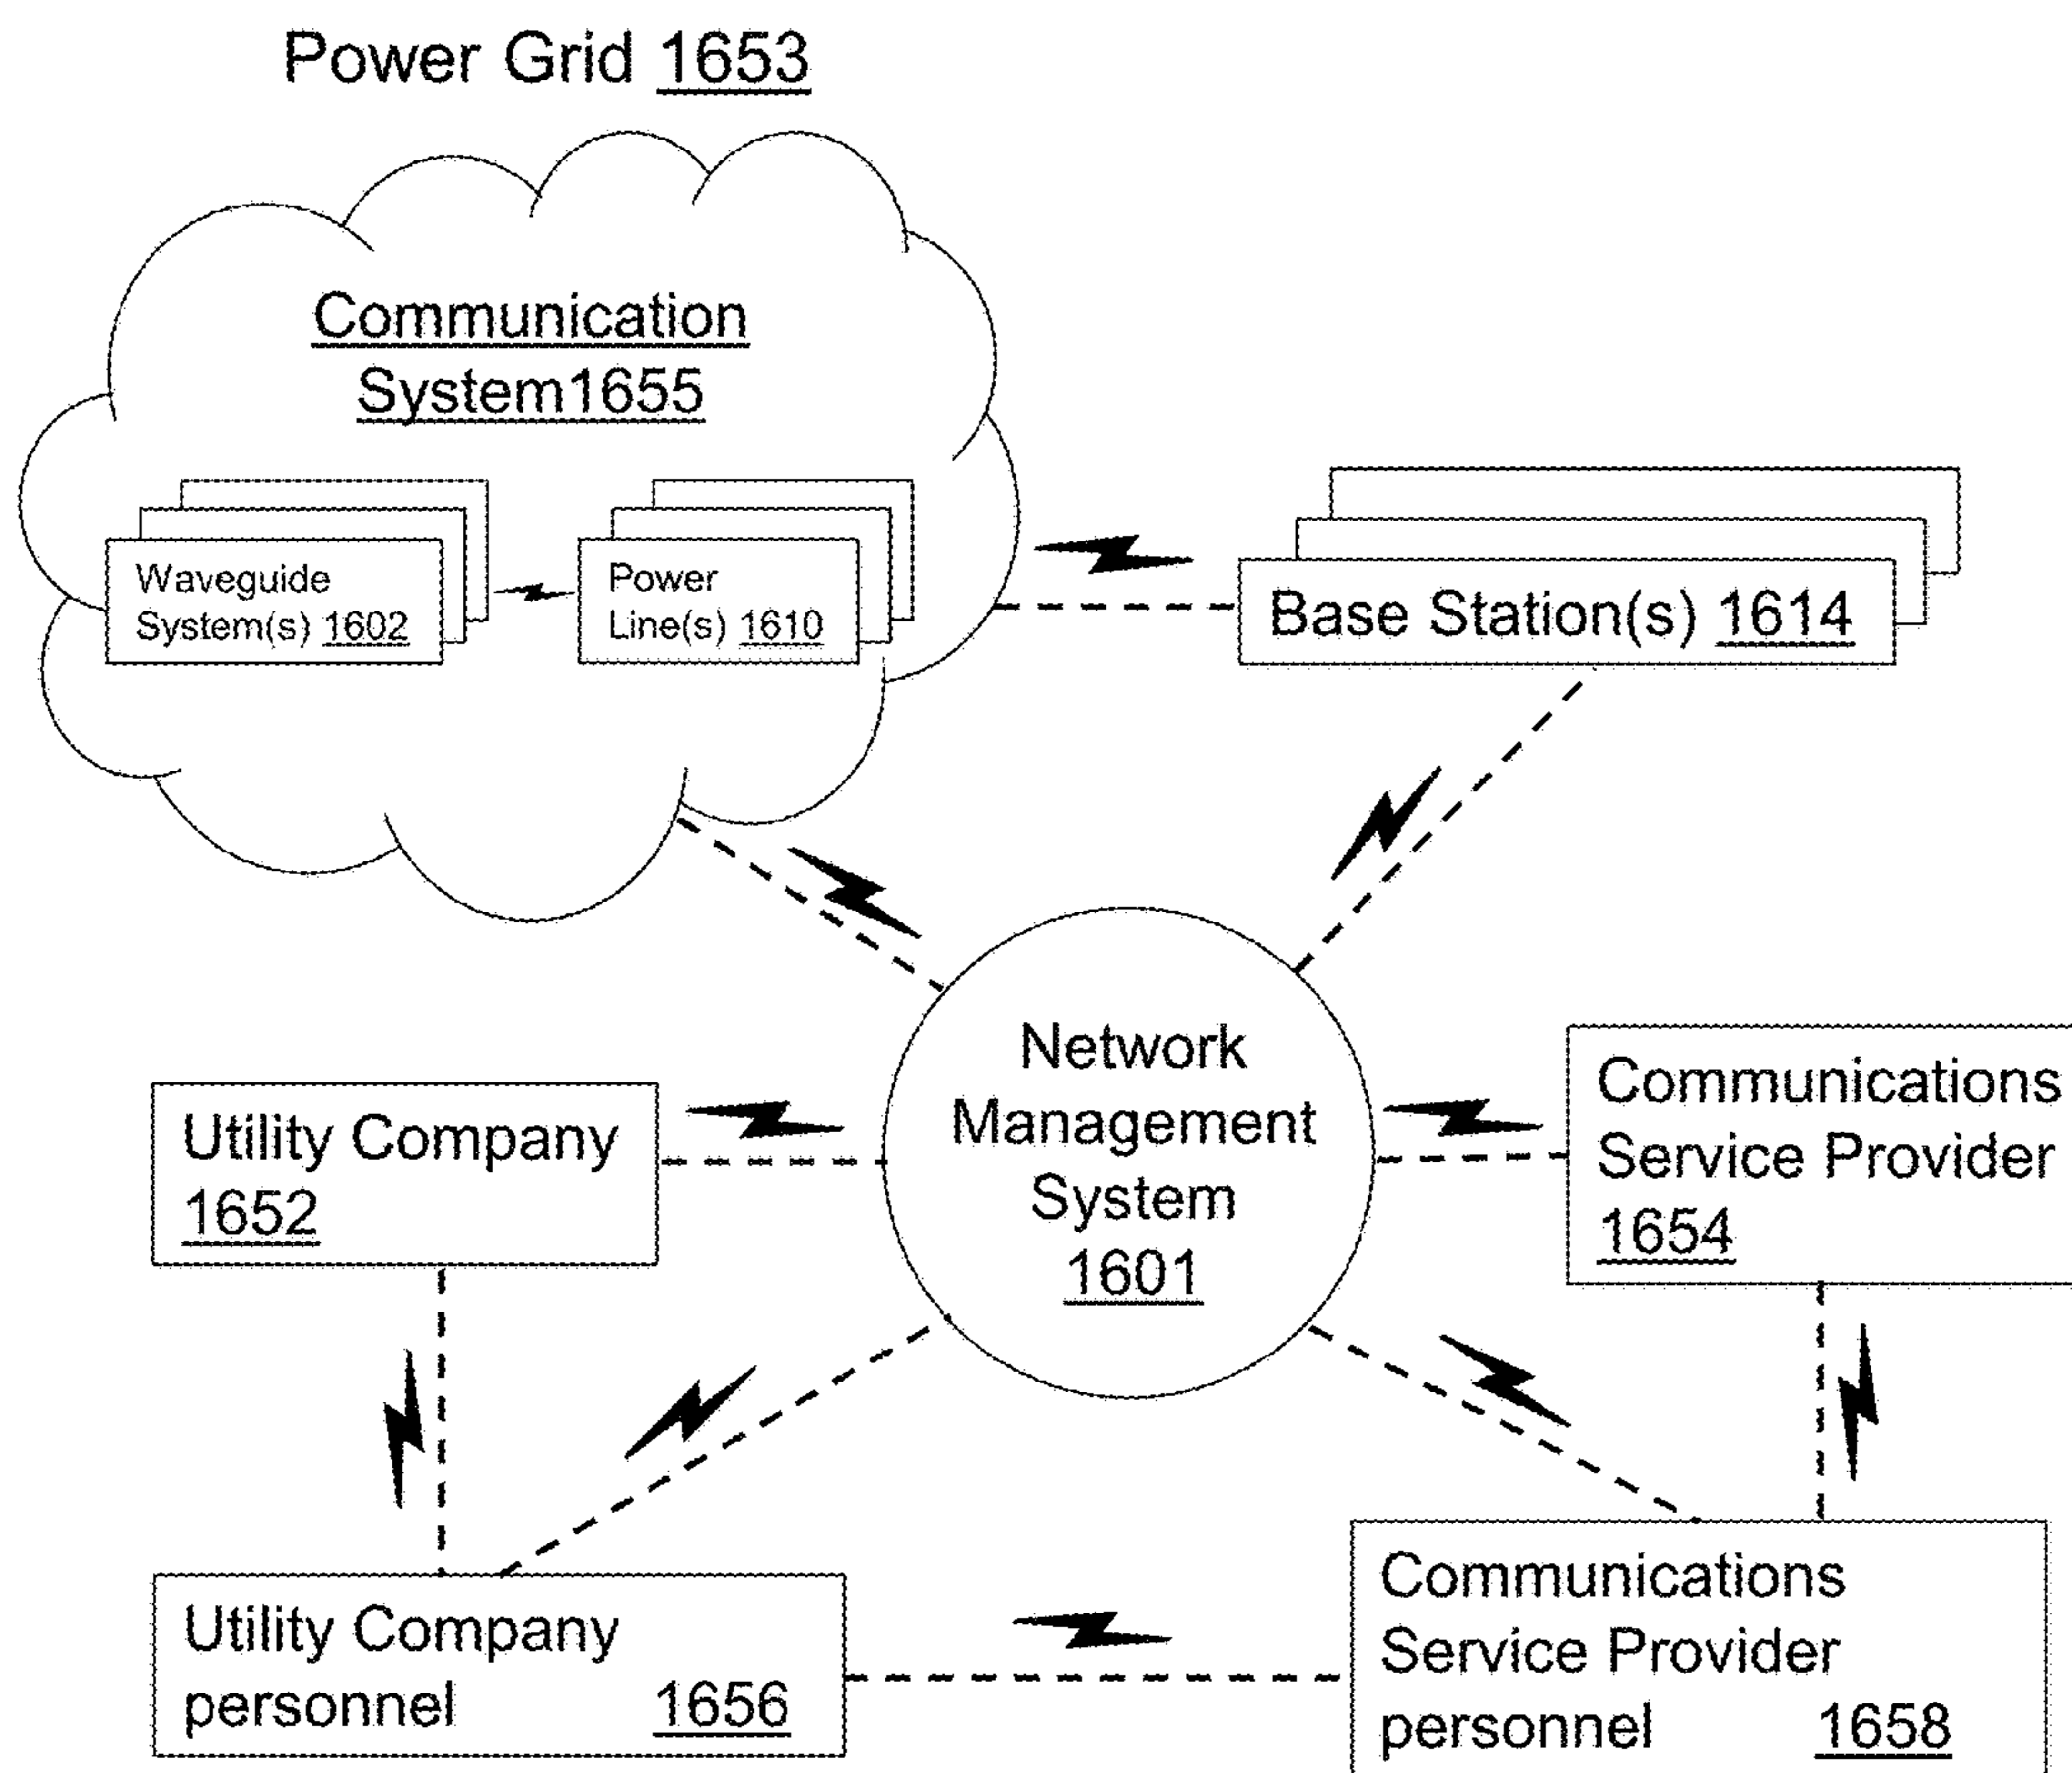 Power Grid 1653
Communication
System1655
Waveguide
System(s) 1602
Power
Line(s) 1610
Base Station(s) 1614
Network
Management
System
1601
Utility Company
1652
Communications
Service Provider
1654
Utility Company
personnel 1656
Communications
Service Provider
personnel 1658